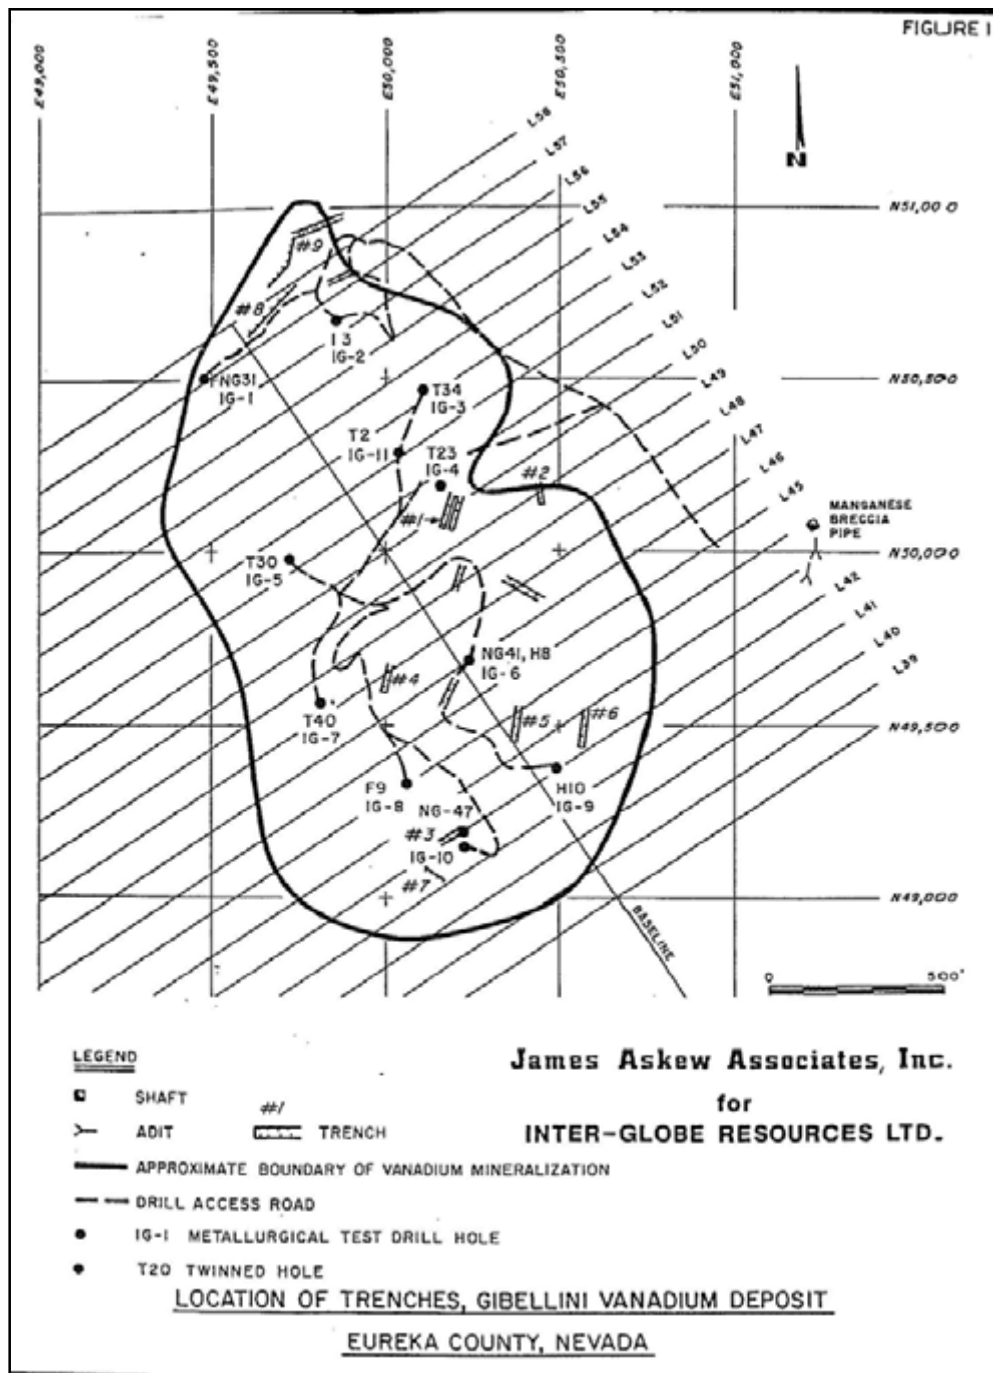 FIGURE 1
E49,000
E49,500
E50,000
E50,500
E51,000
L58
L57
L56
L55
L54
L53
L52
L51
L50
L49
L48
L47
L46
L45
L42
L41
L40
L39
N
N51,000
N50,500
N50,000
N49,500
N49,000
#9
#8
13
IG-2
NG31
IG-1
T34
IG-3
T2
IG-11
T23
IG-4
#2
#1
MANGANESE
BRECCIA
PIPE
T30
IG-5
NG41, H8
IG-6
#4
T40
IG-7
#5
#6
F9
IG-8
NG-47
H10
IG-9
#3
IG-10
#7
BASELINE
0 500'
LEGEND
SHAFT
ADIT
#1
TRENCH
APPROXIMATE BOUNDARY OF VANADIUM MINERALIZATION
DRILL ACCESS ROAD
IG-1 METALLURGICAL TEST DRILL HOLE
T20 TWINNED HOLE
James Askew Associates, Inc.
for
INTER-GLOBE RESOURCES LTD.
LOCATION OF TRENCHES, GIBELLINI VANADIUM DEPOSIT
EUREKA COUNTY, NEVADA